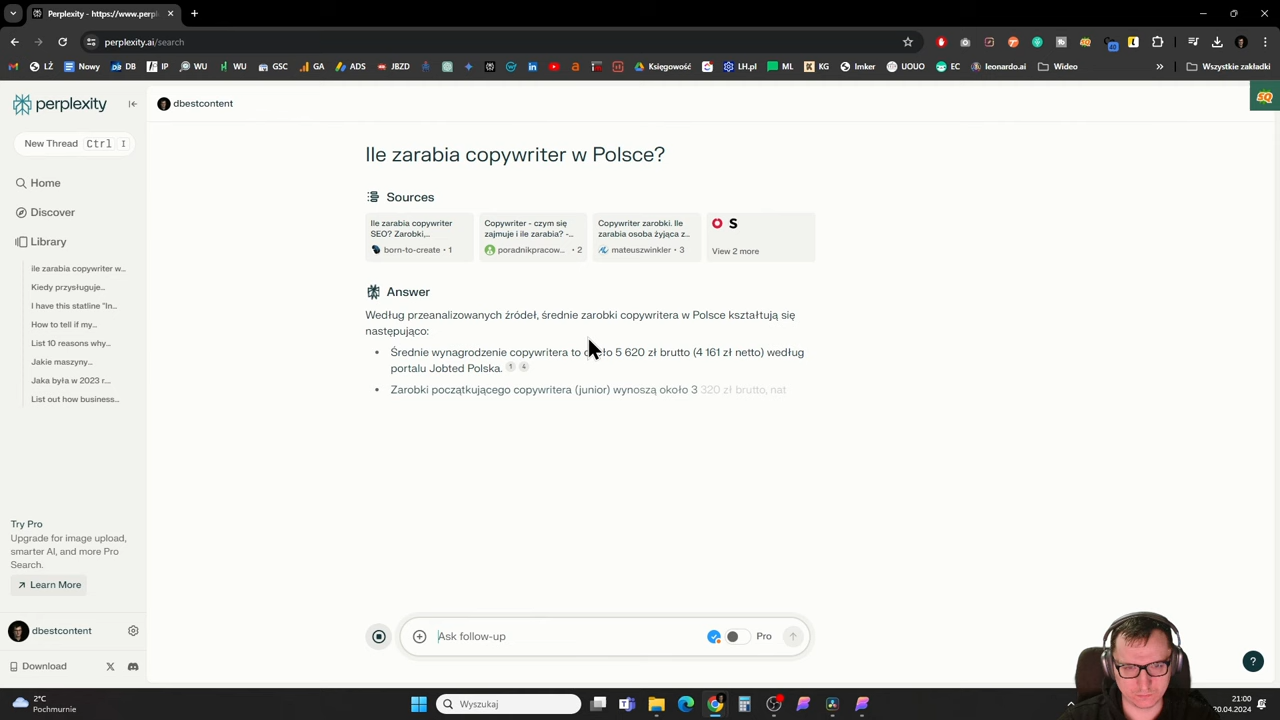 Perplexity - https://www.perpl
perplexity.ai/search
LŻ
Nowy
DB
IP
WU
WU
GSC
GA
ADS
JBZD
Księgowość
LH.pl
ML
KG
Hosting
UOUO
EC
leonardo.ai
Imker
Wideo
Wszystkie zakładki
perplexity
New Thread Ctrl I
Home
Discover
Library
ile zarabia copywriter w...
Kiedy przysługuje...
I have this statline "In...
How to tell if my...
List 10 reasons why...
Jakie maszyny...
Jaka była w 2023 r....
List out how business...
Try Pro
Upgrade for image upload,
smarter AI, and more Pro
Search.
Learn More
dbestcontent
Download
dbestcontent
Ile zarabia copywriter w Polsce?
Sources
Ile zarabia copywriter
SEO? Zarobki,...
born-to-create • 1
Copywriter - czym się
zajmuje i ile zarabia? -...
poradnikpracow... • 2
Copywriter zarobki. Ile
zarabia osoba żyjąca z...
mateuszwinkler • 3
S
View 2 more
Answer
Według przeanalizowanych źródeł, średnie zarobki copywritera w Polsce kształtują się
następująco:
• Średnie wynagrodzenie copywritera to około 5 620 zł brutto (4 161 zł netto) według
portalu Jobted Polska. 1 4
• Zarobki początkującego copywritera (junior) wynoszą około 3 320 zł brutto, nat
Ask follow-up
Pro
SQ
?
2°C
Pochmurnie
Wyszukaj
21:00
20.04.2024